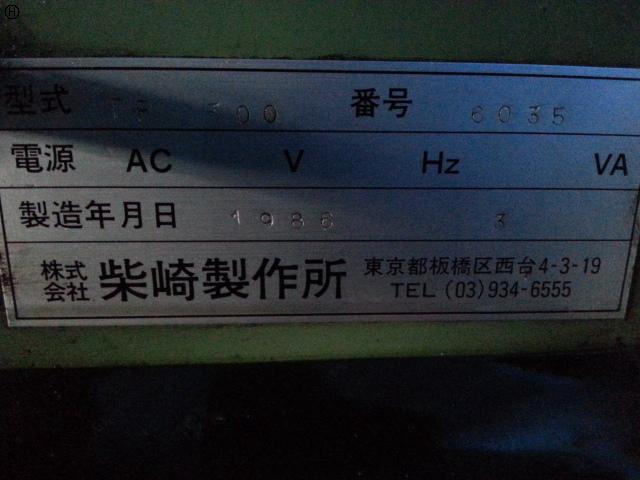 Ⓗ
型式 100 番号 6035
電源 AC V Hz VA
製造年月日 1986 3
株式会社 柴崎製作所 東京都板橋区西台4-3-19
TEL (03)934-6555